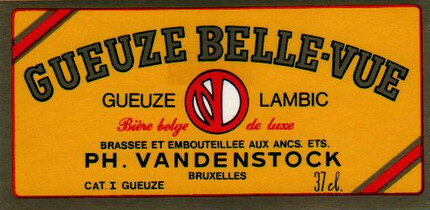 GUEUZE BELLE-VUE
GUEUZE LAMBIC
Bière belge de luxe
BRASSEE ET EMBOUTEILLEE AUX ANCS. ETS.
PH. VANDENSTOCK
BRUXELLES
CAT. I GUEUZE 37 cl.